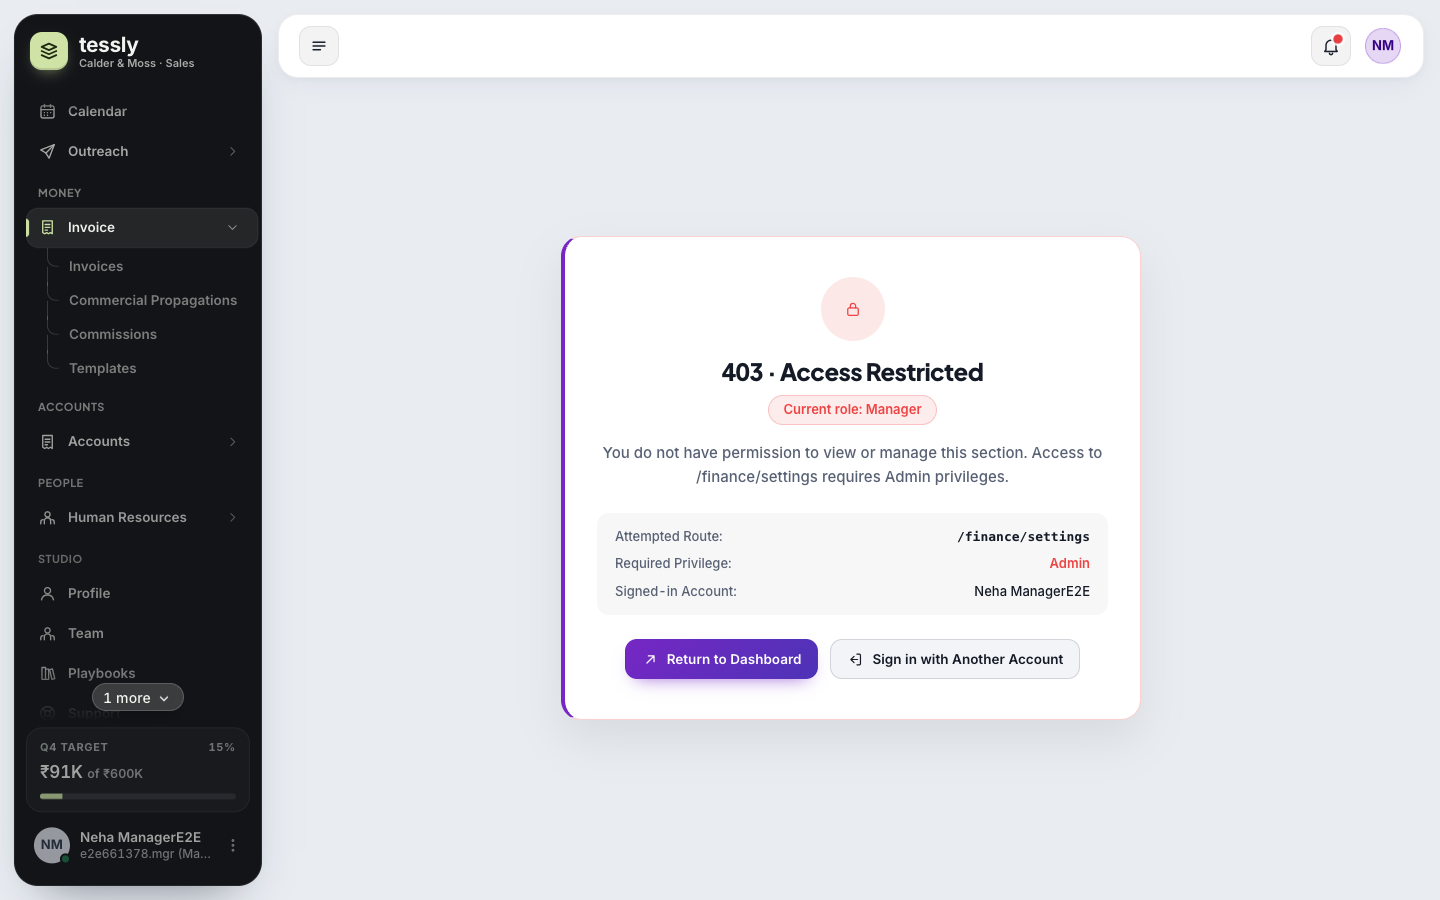 tessly
Calder & Moss · Sales
NM
Calendar
Outreach
MONEY
Invoice
Invoices
Commercial Propagations
Commissions
Templates
ACCOUNTS
Accounts
PEOPLE
Human Resources
STUDIO
Profile
Team
Playbooks
1 more
Support
Q4 TARGET 15%
₹91K of ₹600K
NM
Neha ManagerE2E
e2e661378.mgr (Ma...
403 · Access Restricted
Current role: Manager
You do not have permission to view or manage this section. Access to
/finance/settings requires Admin privileges.
Attempted Route: /finance/settings
Required Privilege: Admin
Signed-in Account: Neha ManagerE2E
Return to Dashboard
Sign in with Another Account